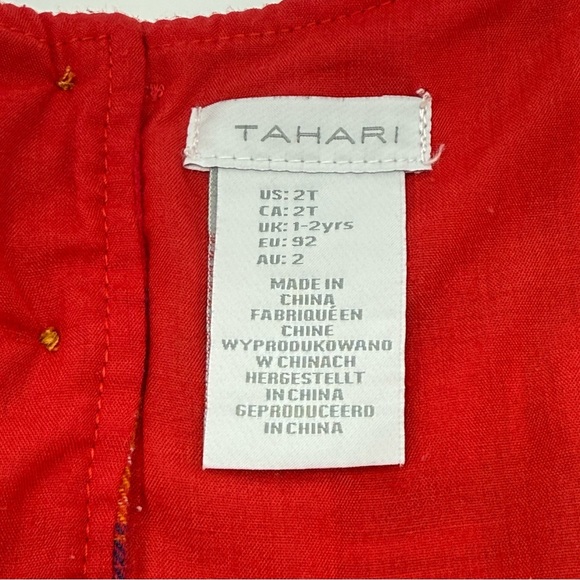 TAHARI
US: 2T
CA: 2T
UK: 1-2yrs
EU: 92
AU: 2
MADE IN
CHINA
FABRIQUÉEN
CHINE
WYPRODUKOWANO
W CHINACH
HERGESTELLT
IN CHINA
GEPRODUCEERD
IN CHINA